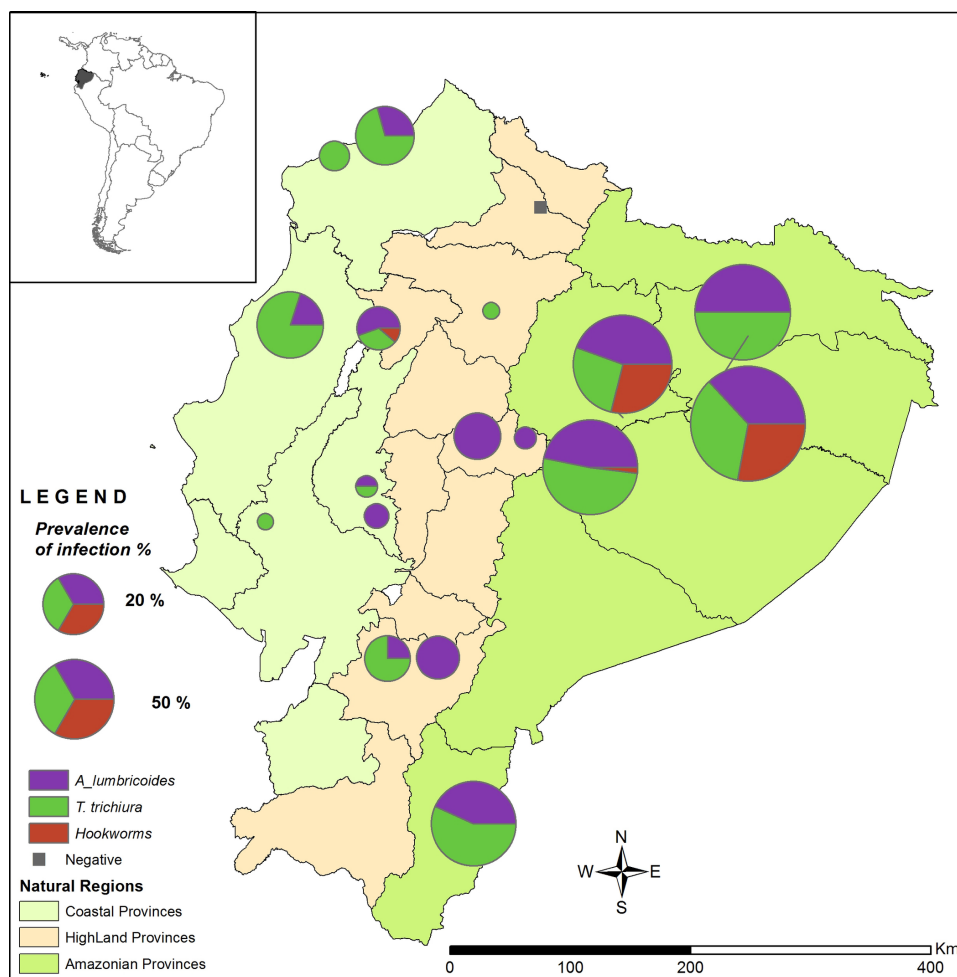 L E G E N D
Prevalence
of infection %
20 %
50 %
A_lumbricoides
T. trichiura
Hookworms
Negative
Natural Regions
Coastal Provinces
HighLand Provinces
Amazonian Provinces
N
W E
S
Km
0 100 200 400